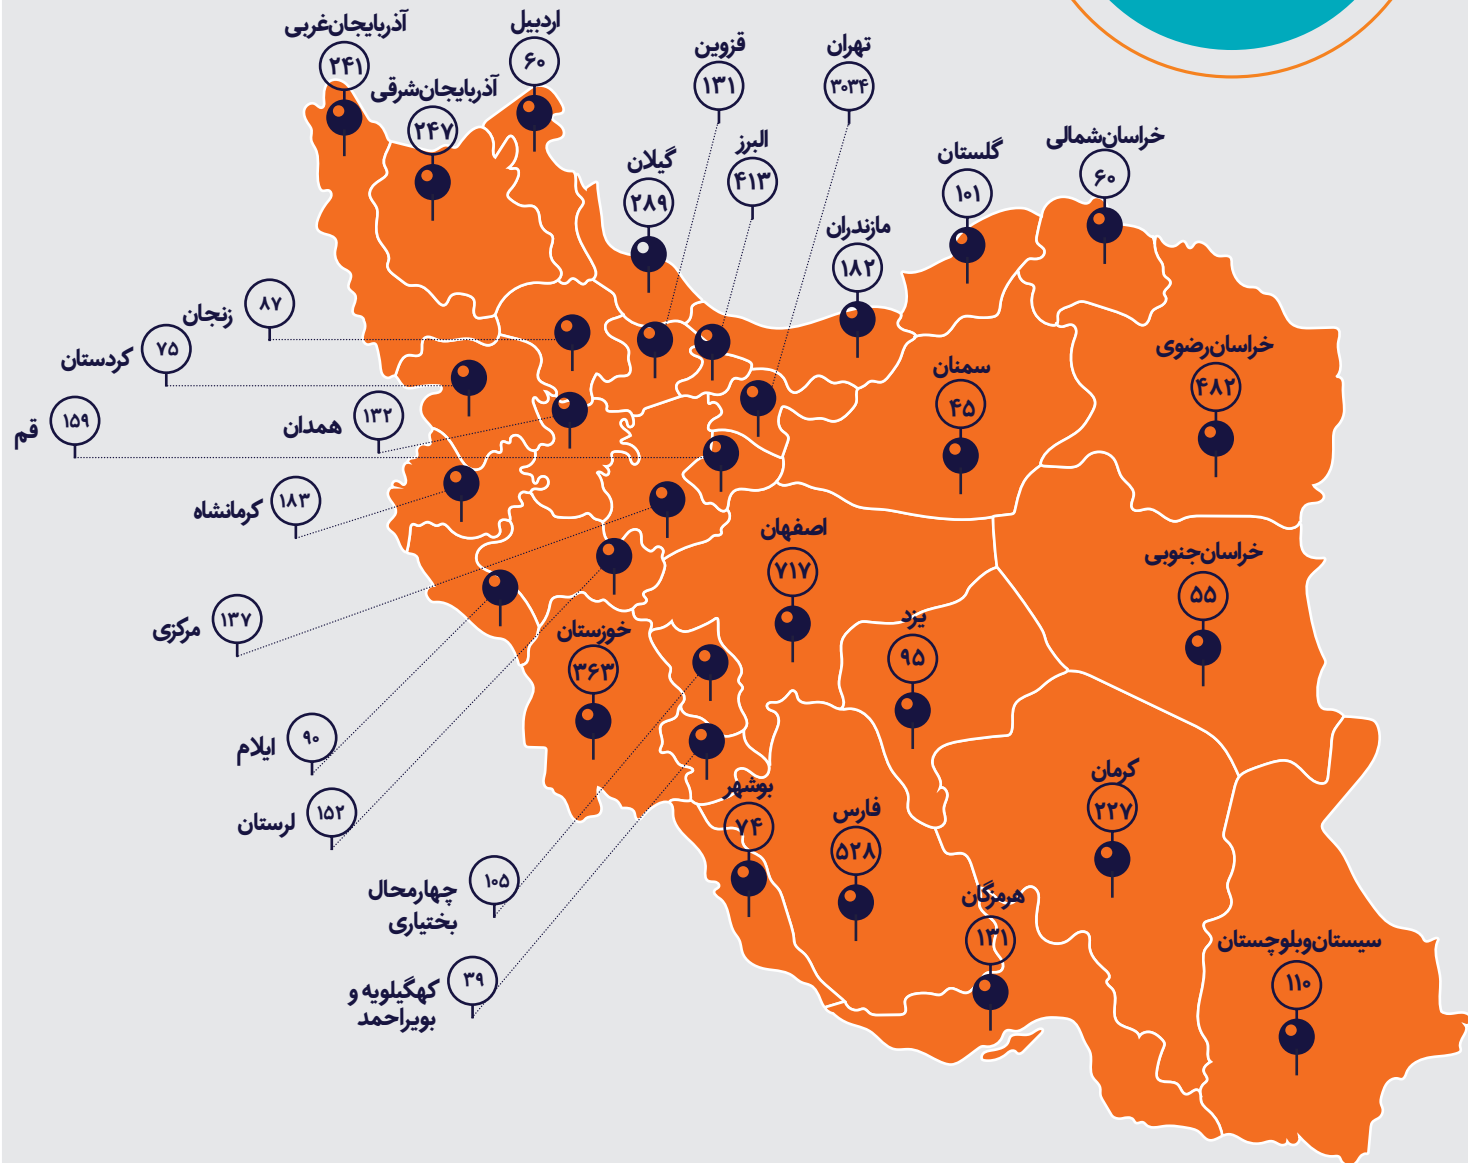 آذربایجان‌غربی
۲۴۱
آذربایجان‌شرقی
۲۴۷
اردبیل
۶۰
گیلان
۲۸۹
قزوین
۱۳۱
البرز
۴۱۳
تهران
۳۰۳۴
مازندران
۱۸۲
گلستان
۱۰۱
خراسان‌شمالی
۶۰
خراسان‌رضوی
۴۸۲
سمنان
۴۵
زنجان
۸۷
کردستان
۷۵
همدان
۱۳۲
قم
۱۵۹
کرمانشاه
۱۸۳
مرکزی
۱۳۷
ایلام
۹۰
لرستان
۱۵۲
خوزستان
۳۶۳
اصفهان
۷۱۷
یزد
۹۵
خراسان‌جنوبی
۵۵
چهارمحال
بختیاری
۱۰۵
کهگیلویه و
بویراحمد
۳۹
بوشهر
۷۴
فارس
۵۲۸
کرمان
۲۲۷
هرمزگان
۱۳۱
سیستان‌وبلوچستان
۱۱۰